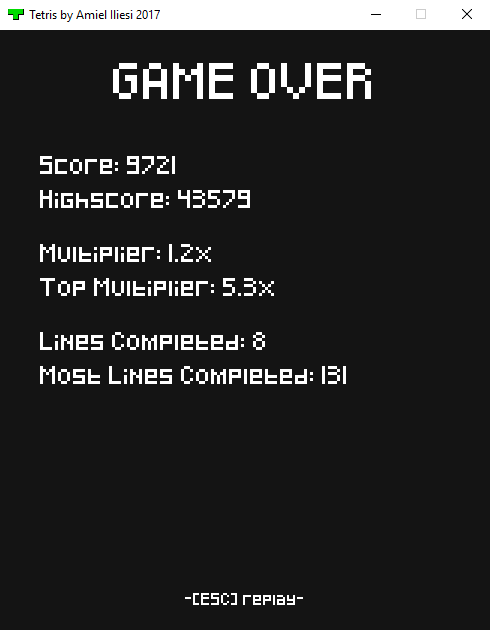 Tetris by Amiel Iliesi 2017
GAME OVER
Score: 9721
Highscore: 43579
Multiplier: 1.2x
Top Multiplier: 5.3x
Lines Completed: 8
Most Lines Completed: 131
-[ESC] replay-